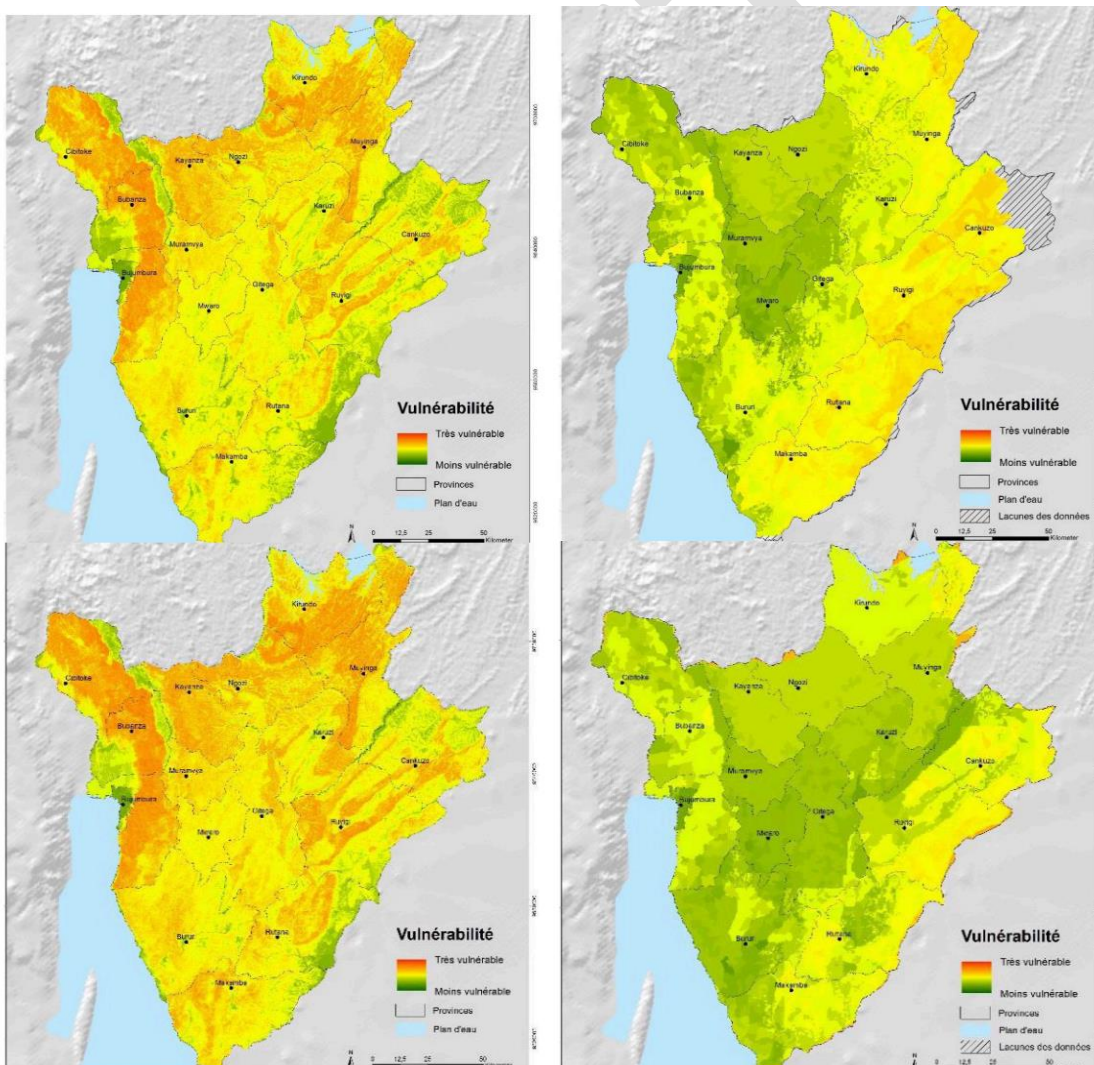 Kirundo
Muyinga
Cibitoke
Ngozi
Kayanza
Bubanza
Karuzi
Cankuzo
Muramvya
Bujumbura
Gitega
Ruyigi
Mwaro
Rutana
Bururi
Makamba
Vulnérabilité
Très vulnérable
Moins vulnérable
Provinces
Plan d'eau
N
0 12,5 25 50
Kilometer
Kirundo
Muyinga
Cibitoke
Ngozi
Kayanza
Bubanza
Karuzi
Cankuzo
Muramvya
Bujumbura
Gitega
Ruyigi
Mwaro
Rutana
Bururi
Makamba
Vulnérabilité
Très vulnérable
Moins vulnérable
Provinces
Plan d'eau
Lacunes des données
N
0 12,5 25 50
Kilometer
Kirundo
Muyinga
Cibitoke
Ngozi
Kayanza
Bubanza
Karuzi
Cankuzo
Muramvya
Bujumbura
Gitega
Ruyigi
Mwaro
Rutana
Bururi
Makamba
Vulnérabilité
Très vulnérable
Moins vulnérable
Provinces
Plan d'eau
N
0 12,5 25 50
Kirundo
Muyinga
Cibitoke
Ngozi
Kayanza
Bubanza
Karuzi
Cankuzo
Muramvya
Bujumbura
Gitega
Ruyigi
Mwaro
Rutana
Bururi
Makamba
Vulnérabilité
Très vulnérable
Moins vulnérable
Provinces
Plan d'eau
Lacunes des données
N
0 12,5 25 50